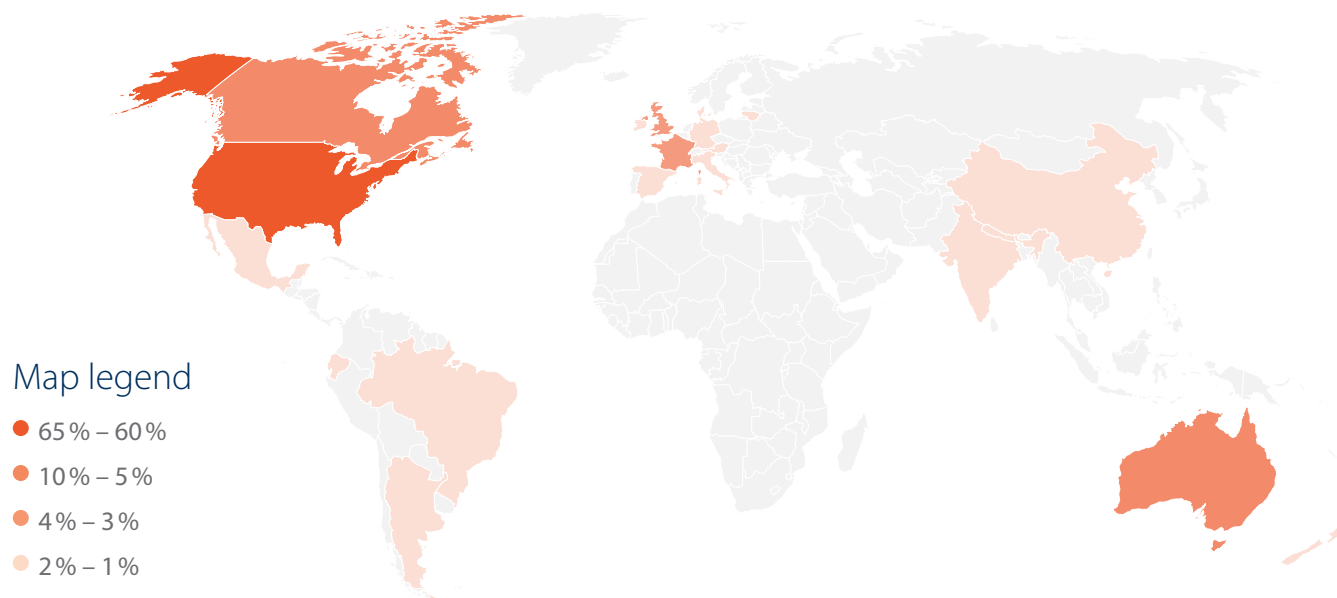 Map legend
65 % – 60 %
10 % – 5 %
4 % – 3 %
2 % – 1 %